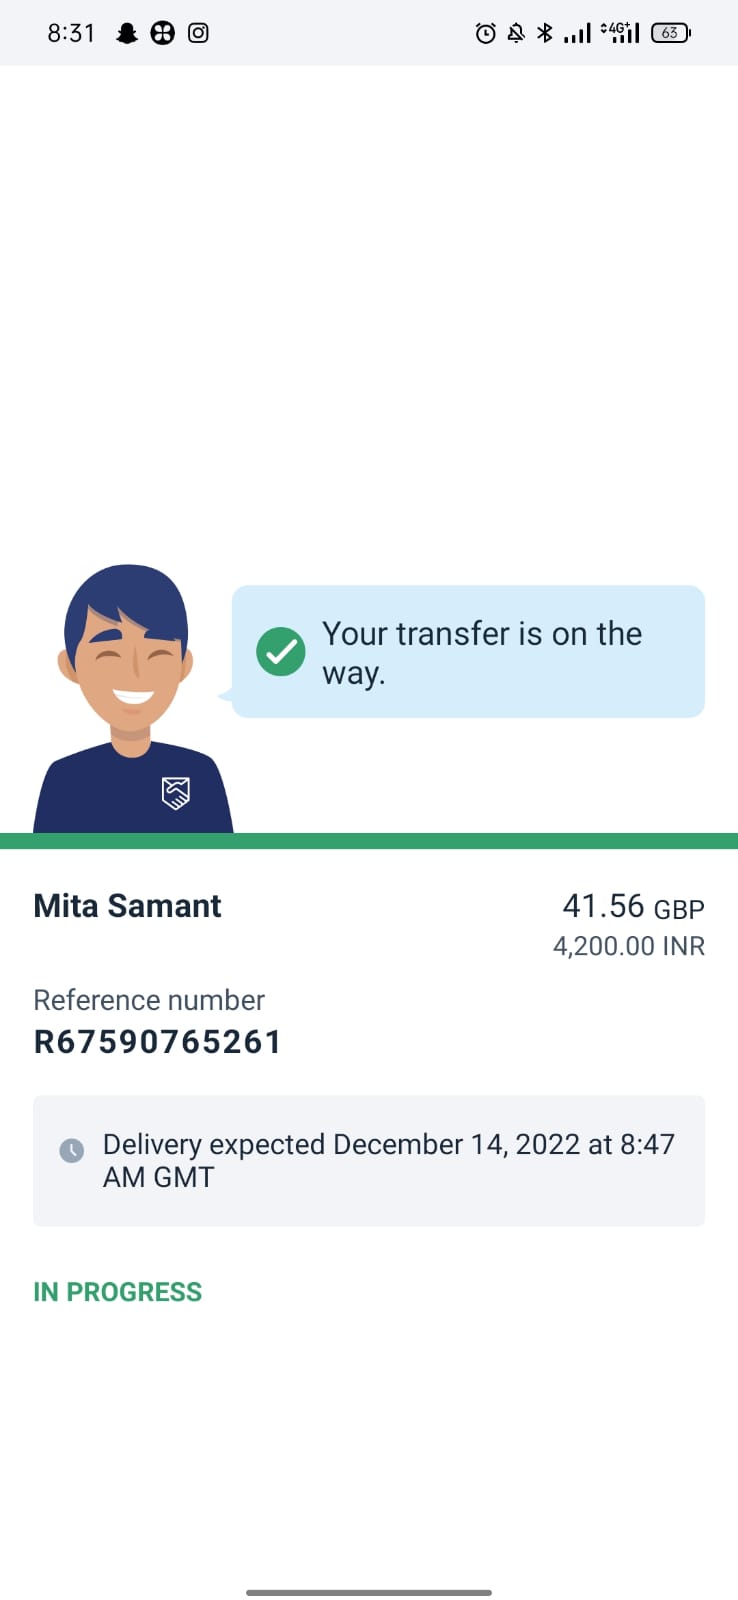 8:31
4G+
63
Your transfer is on the
way.
Mita Samant
41.56 GBP
4,200.00 INR
Reference number
R67590765261
Delivery expected December 14, 2022 at 8:47
AM GMT
IN PROGRESS